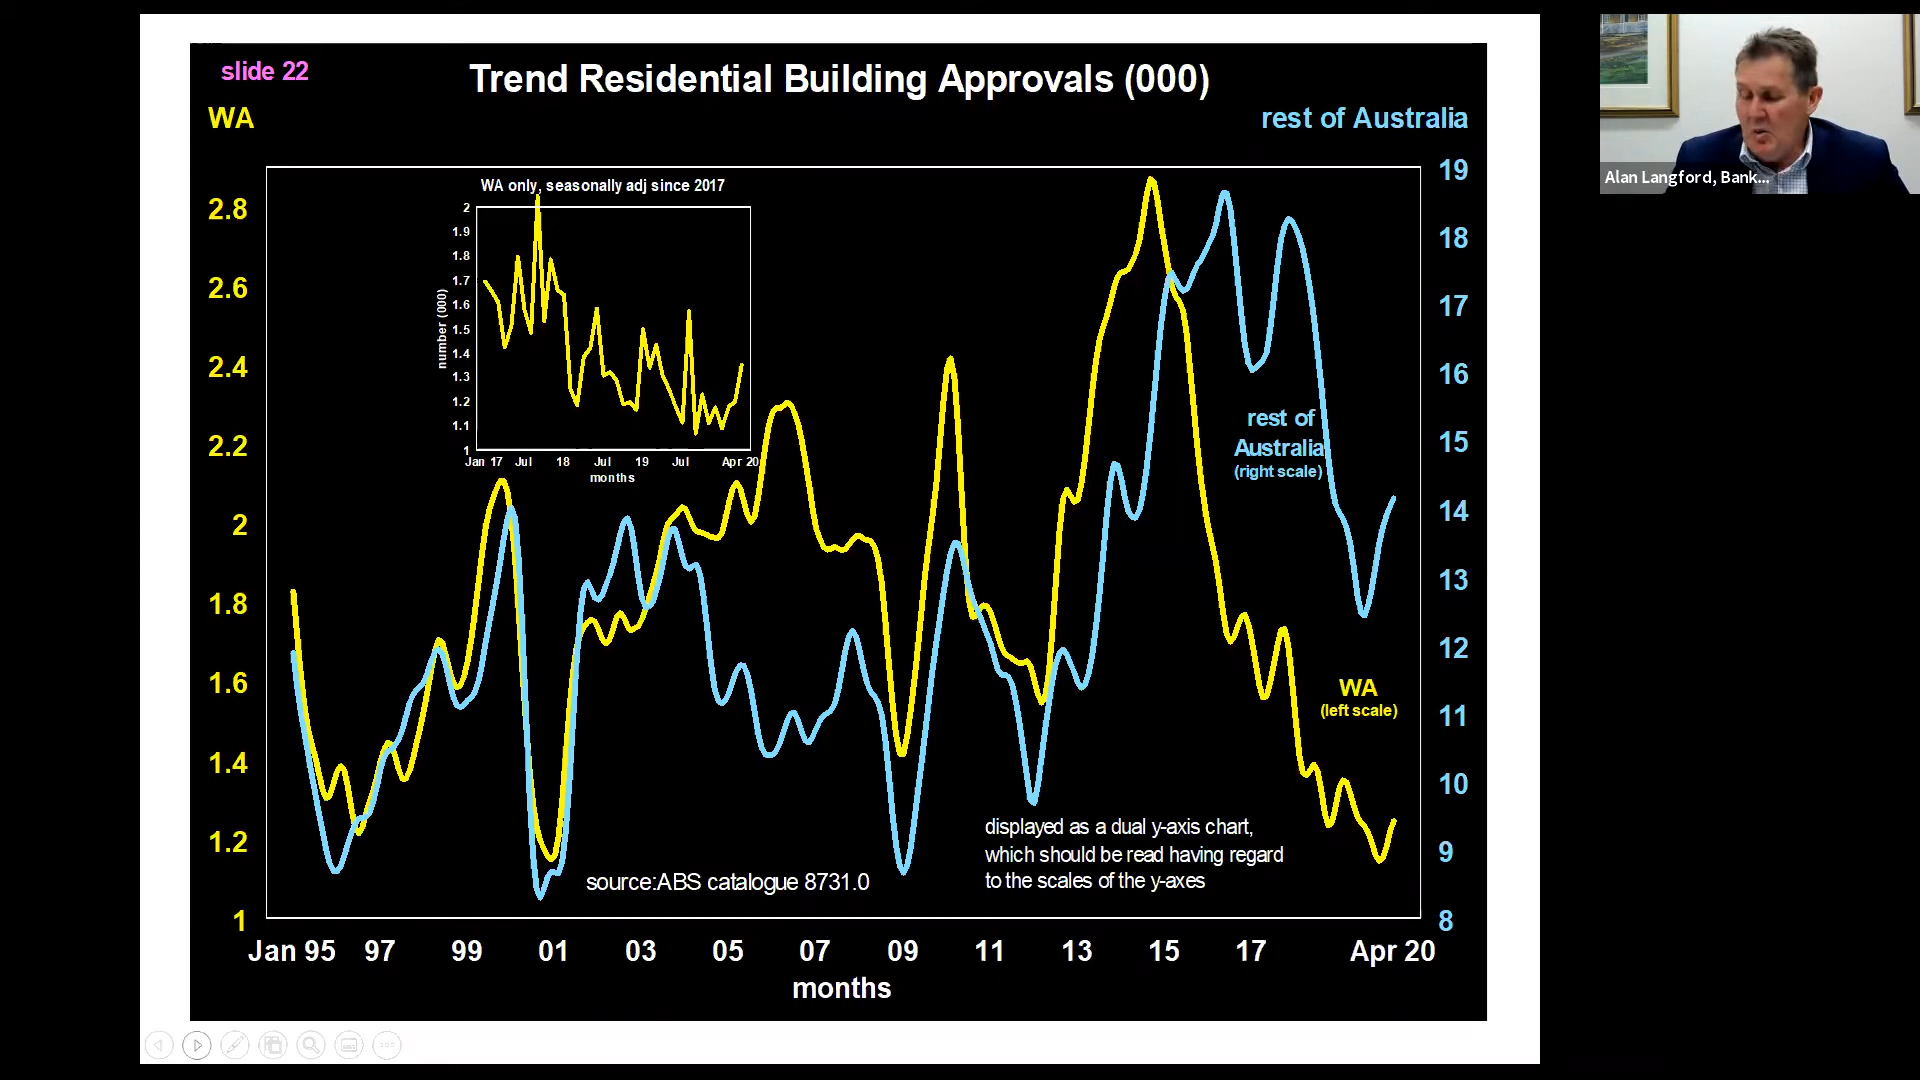 slide 22
Trend Residential Building Approvals (000)
WA
rest of Australia
WA only, seasonally adj since 2017
2
1.9
1.8
1.7
1.6
1.5
1.4
1.3
1.2
1.1
1
number (000)
Jan 17 Jul 18 Jul 19 Jul Apr 20
months
2.8
2.6
2.4
2.2
2
1.8
1.6
1.4
1.2
1
19
18
17
16
15
14
13
12
11
10
9
8
rest of
Australia
(right scale)
WA
(left scale)
displayed as a dual y-axis chart,
which should be read having regard
to the scales of the y-axes
source:ABS catalogue 8731.0
Jan 95 97 99 01 03 05 07 09 11 13 15 17 Apr 20
months
Alan Langford, Bank...